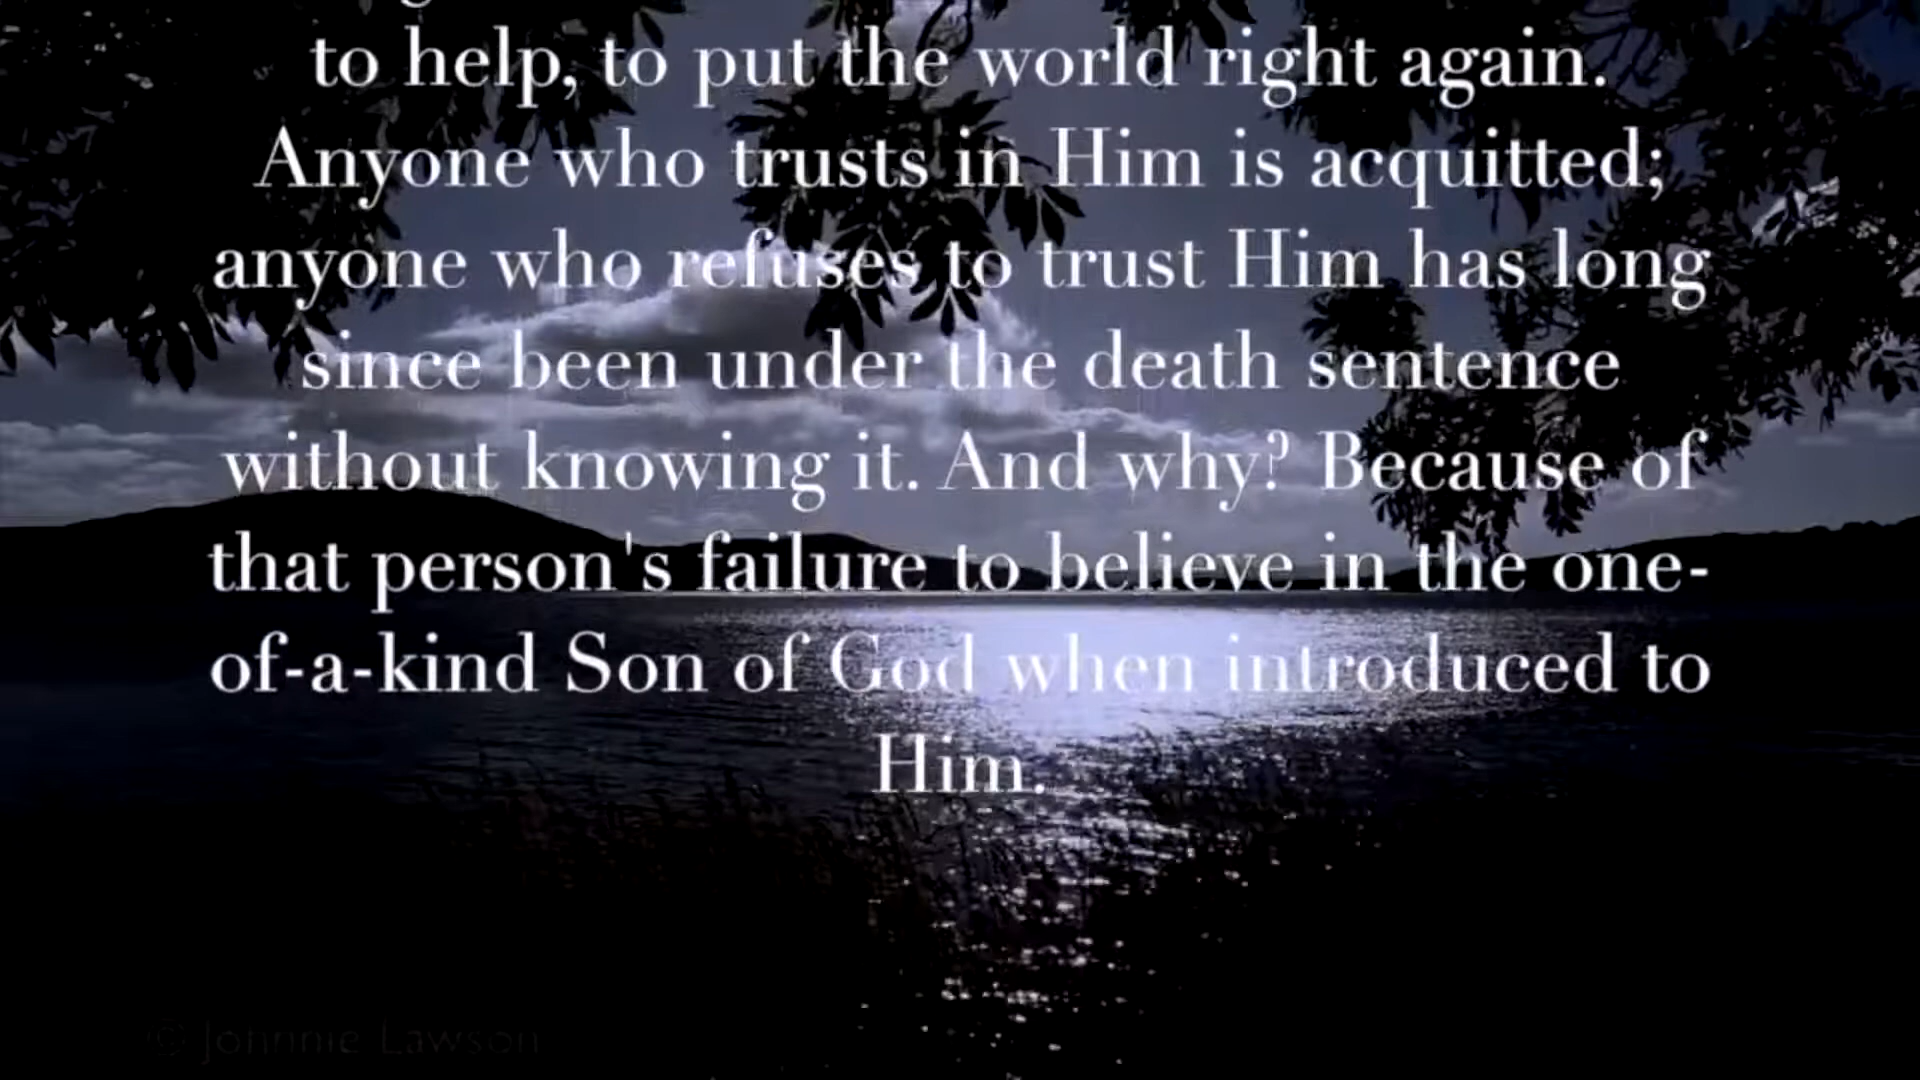 to help, to put the world right again.
Anyone who trusts in Him is acquitted;
anyone who refuses to trust Him has long
since been under the death sentence
without knowing it. And why? Because of
that person's failure to believe in the one-
of-a-kind Son of God when introduced to
Him.
© Johnnie Lawson